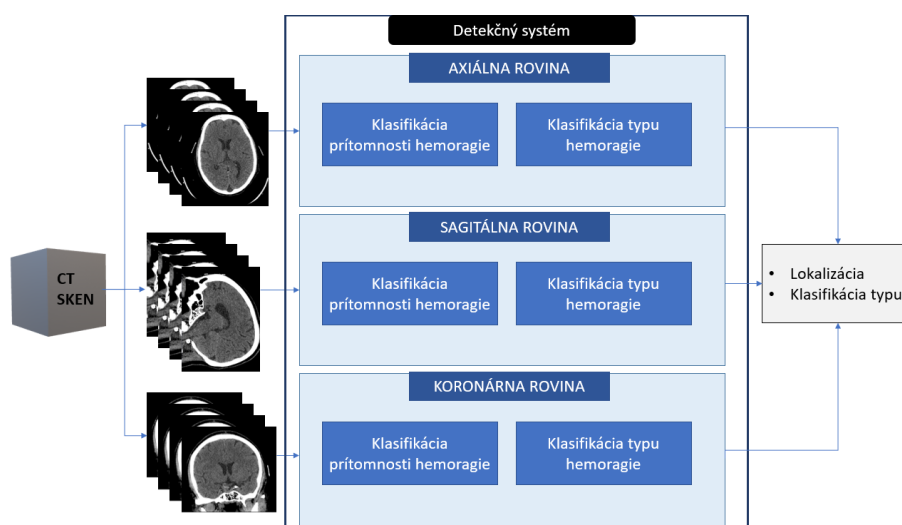 Detekčný systém
AXIÁLNA ROVINA
Klasifikácia
prítomnosti hemoragie
Klasifikácia typu
hemoragie
SAGITÁLNA ROVINA
Klasifikácia
prítomnosti hemoragie
Klasifikácia typu
hemoragie
CT
SKEN
• Lokalizácia
• Klasifikácia typu
KORONÁRNA ROVINA
Klasifikácia
prítomnosti hemoragie
Klasifikácia typu
hemoragie